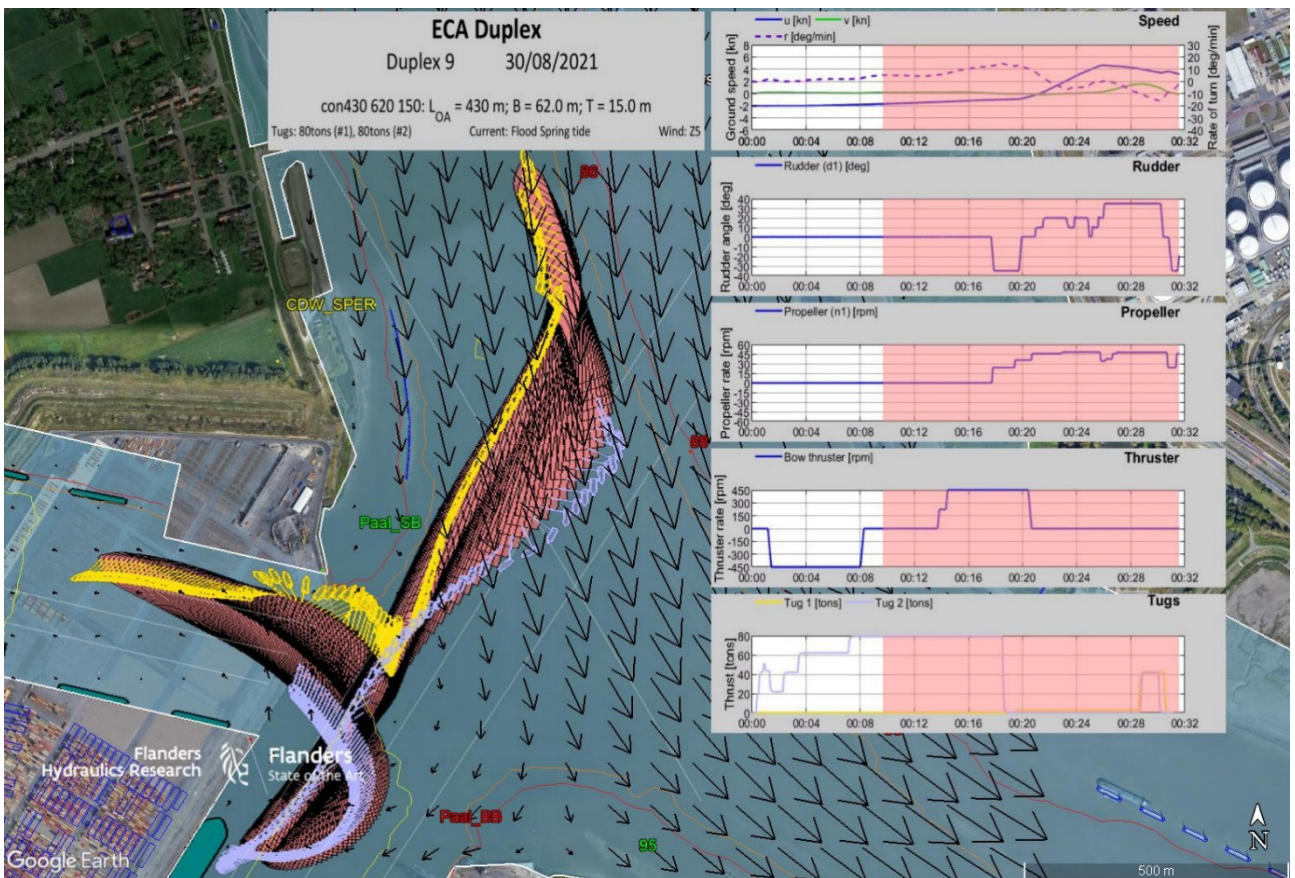 ECA Duplex
Duplex 9 30/08/2021
con430 620 150: LOA = 430 m; B = 62.0 m; T = 15.0 m
Tugs: 80tons (#1), 80tons (#2) Current: Flood Spring tide Wind: Z5
u [kn] v [kn] Speed
r [deg/min]
Ground speed [kn]
8
6
4
2
0
-2
-4
-6
30
20
10
0
-10
-20
-30
-40
Rate of turn [deg/min]
00:00 00:04 00:08 00:12 00:16 00:20 00:24 00:28 00:32
Rudder (d1) [deg] Rudder
Rudder angle [deg]
40
30
20
10
0
-10
-20
-30
-40
00:00 00:04 00:08 00:12 00:16 00:20 00:24 00:28 00:32
Propeller (n1) [rpm] Propeller
Propeller rate [rpm]
60
45
30
15
0
-15
-30
-45
-60
00:00 00:04 00:08 00:12 00:16 00:20 00:24 00:28 00:32
Bow thruster [rpm] Thruster
Thruster rate [rpm]
450
300
150
0
-150
-300
-450
00:00 00:04 00:08 00:12 00:16 00:20 00:24 00:28 00:32
Tug 1 [tons] Tug 2 [tons] Tugs
Thrust [tons]
80
60
40
20
0
00:00 00:04 00:08 00:12 00:16 00:20 00:24 00:28 00:32
CDW_SPER
Paal_SB
Paal_BB
95
Flanders
Hydraulics Research
Flanders
State of the Art
Google Earth
N
500 m